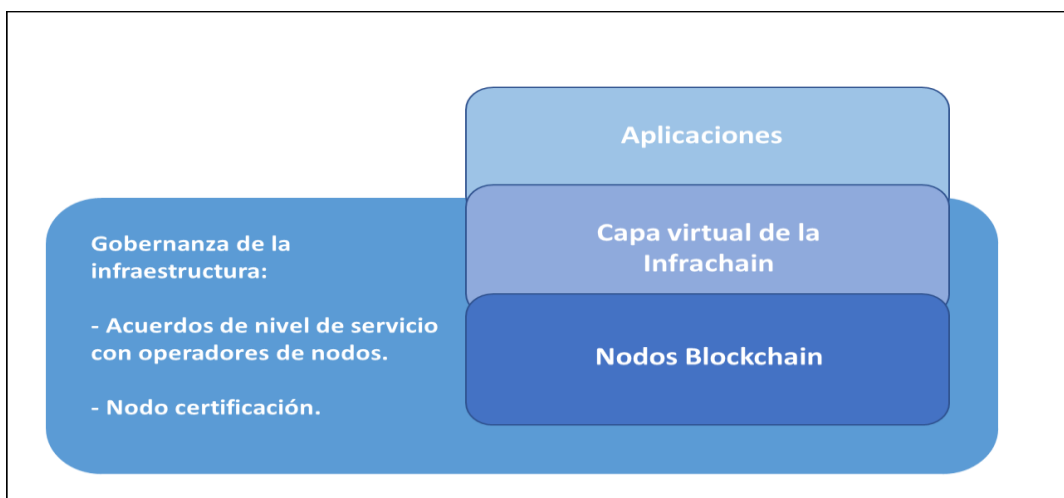 Aplicaciones
Capa virtual de la
Infrachain
Nodos Blockchain
Gobernanza de la
infraestructura:
- Acuerdos de nivel de servicio
con operadores de nodos.
- Nodo certificación.